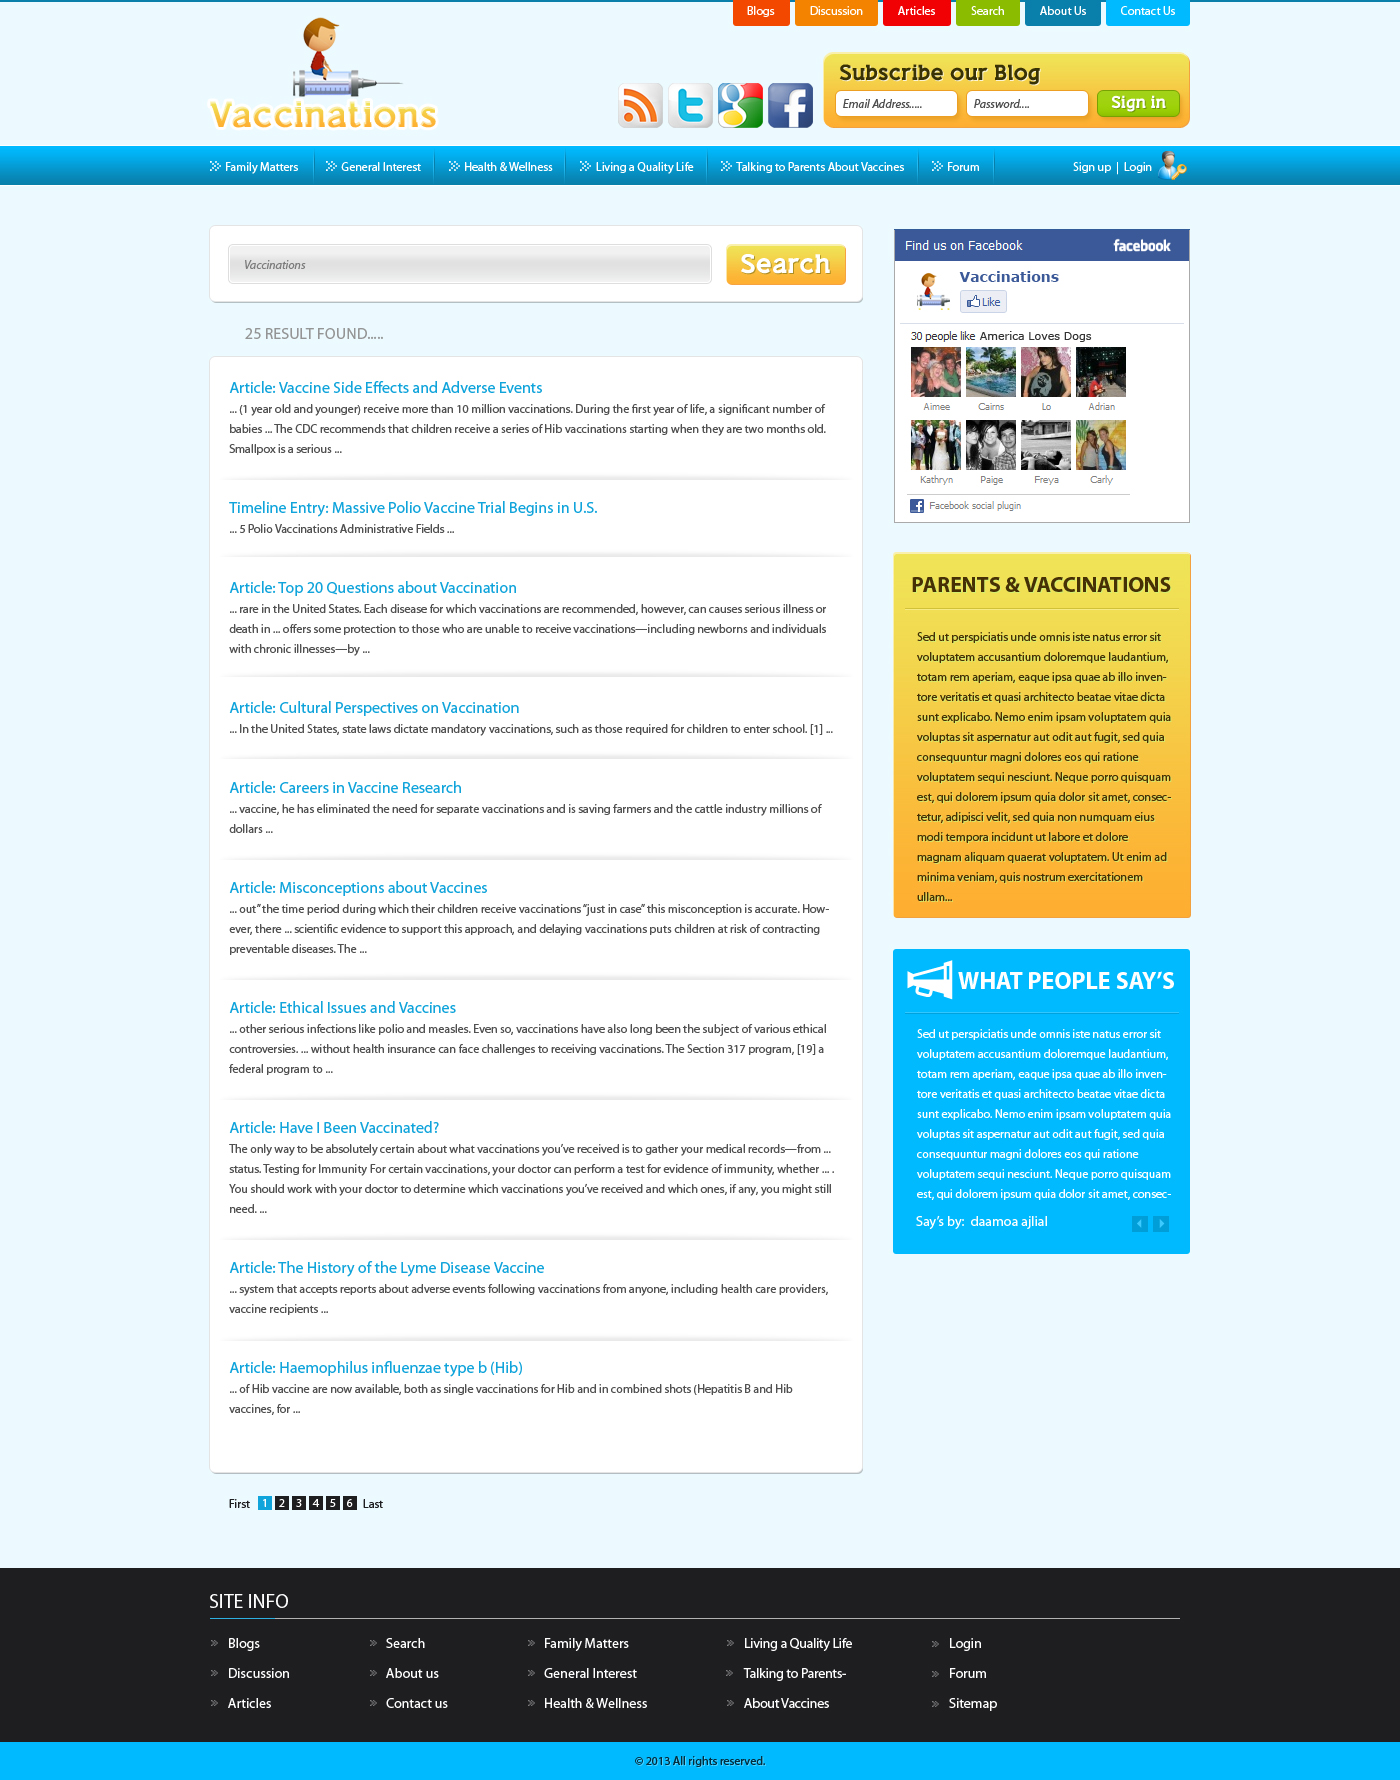 Blogs Discussion Articles Search About Us Contact Us
Vaccinations
Subscribe our Blog
Email Address..... Password.... Sign in
Family Matters General Interest Health & Wellness Living a Quality Life Talking to Parents About Vaccines Forum Sign up | Login
Vaccinations Search
25 RESULT FOUND.....
Article: Vaccine Side Effects and Adverse Events
... (1 year old and younger) receive more than 10 million vaccinations. During the first year of life, a significant number of
babies ... The CDC recommends that children receive a series of Hib vaccinations starting when they are two months old.
Smallpox is a serious ...
Timeline Entry: Massive Polio Vaccine Trial Begins in U.S.
... 5 Polio Vaccinations Administrative Fields ...
Article: Top 20 Questions about Vaccination
... rare in the United States. Each disease for which vaccinations are recommended, however, can causes serious illness or
death in ... offers some protection to those who are unable to receive vaccinations—including newborns and individuals
with chronic illnesses—by ...
Article: Cultural Perspectives on Vaccination
... In the United States, state laws dictate mandatory vaccinations, such as those required for children to enter school. [1] ...
Article: Careers in Vaccine Research
... vaccine, he has eliminated the need for separate vaccinations and is saving farmers and the cattle industry millions of
dollars ...
Article: Misconceptions about Vaccines
... out” the time period during which their children receive vaccinations “just in case” this misconception is accurate. How-
ever, there ... scientific evidence to support this approach, and delaying vaccinations puts children at risk of contracting
preventable diseases. The ...
Article: Ethical Issues and Vaccines
... other serious infections like polio and measles. Even so, vaccinations have also long been the subject of various ethical
controversies. ... without health insurance can face challenges to receiving vaccinations. The Section 317 program, [19] a
federal program to ...
Article: Have I Been Vaccinated?
The only way to be absolutely certain about what vaccinations you’ve received is to gather your medical records—from ...
status. Testing for Immunity For certain vaccinations, your doctor can perform a test for evidence of immunity, whether ... .
You should work with your doctor to determine which vaccinations you’ve received and which ones, if any, you might still
need. ...
Article: The History of the Lyme Disease Vaccine
... system that accepts reports about adverse events following vaccinations from anyone, including health care providers,
vaccine recipients ...
Article: Haemophilus influenzae type b (Hib)
... of Hib vaccine are now available, both as single vaccinations for Hib and in combined shots (Hepatitis B and Hib
vaccines, for ...
First 1 2 3 4 5 6 Last
Find us on Facebook facebook
Vaccinations
Like
30 people like America Loves Dogs
Aimee Cairns Lo Adrian
Kathryn Paige Freya Carly
Facebook social plugin
PARENTS & VACCINATIONS
Sed ut perspiciatis unde omnis iste natus error sit
voluptatem accusantium doloremque laudantium,
totam rem aperiam, eaque ipsa quae ab illo inven-
tore veritatis et quasi architecto beatae vitae dicta
sunt explicabo. Nemo enim ipsam voluptatem quia
voluptas sit aspernatur aut odit aut fugit, sed quia
consequuntur magni dolores eos qui ratione
voluptatem sequi nesciunt. Neque porro quisquam
est, qui dolorem ipsum quia dolor sit amet, consec-
tetur, adipisci velit, sed quia non numquam eius
modi tempora incidunt ut labore et dolore
magnam aliquam quaerat voluptatem. Ut enim ad
minima veniam, quis nostrum exercitationem
ullam...
WHAT PEOPLE SAY’S
Sed ut perspiciatis unde omnis iste natus error sit
voluptatem accusantium doloremque laudantium,
totam rem aperiam, eaque ipsa quae ab illo inven-
tore veritatis et quasi architecto beatae vitae dicta
sunt explicabo. Nemo enim ipsam voluptatem quia
voluptas sit aspernatur aut odit aut fugit, sed quia
consequuntur magni dolores eos qui ratione
voluptatem sequi nesciunt. Neque porro quisquam
est, qui dolorem ipsum quia dolor sit amet, consec-
Say’s by: daamoa ajlial
SITE INFO
Blogs Search Family Matters Living a Quality Life Login
Discussion About us General Interest Talking to Parents- Forum
Articles Contact us Health & Wellness About Vaccines Sitemap
© 2013 All rights reserved.